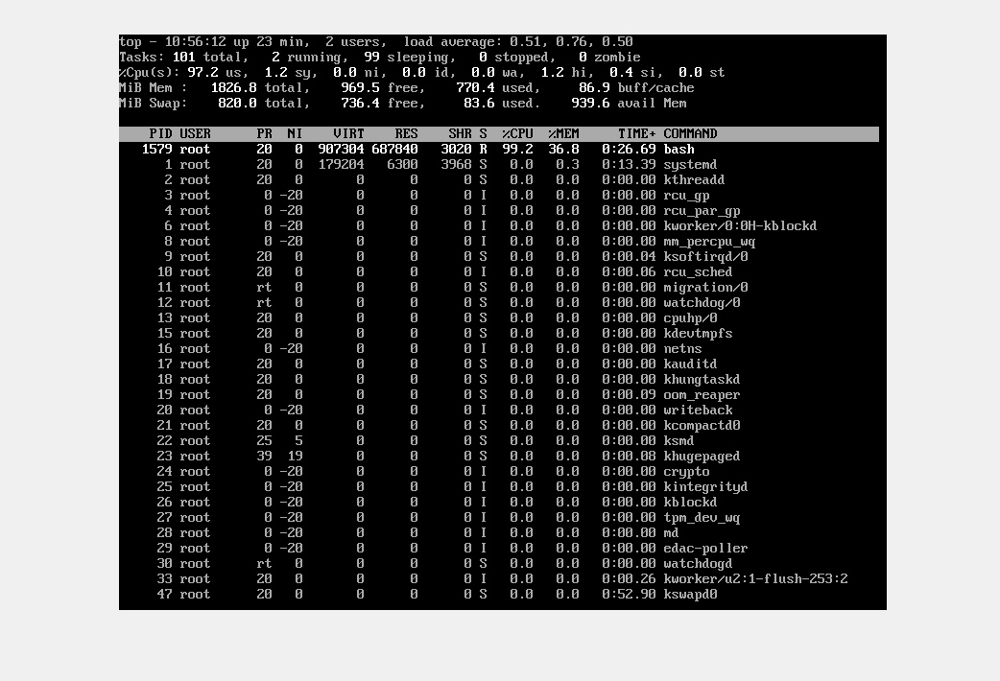 top - 10:56:12 up 23 min,  2 users,  load average: 0.51, 0.76, 0.50
Tasks: 101 total,   2 running,  99 sleeping,   0 stopped,   0 zombie
%Cpu(s): 97.2 us,  1.2 sy,  0.0 ni,  0.0 id,  0.0 wa,  1.2 hi,  0.4 si,  0.0 st
MiB Mem :   1826.8 total,    969.5 free,    770.4 used,     86.9 buff/cache
MiB Swap:    820.0 total,    736.4 free,     83.6 used.    939.6 avail Mem
PID USER      PR  NI    VIRT    RES    SHR S  %CPU  %MEM     TIME+ COMMAND
1579 root      20   0  907304 687840   3020 R  99.2  36.8   0:26.69 bash
1 root      20   0  179204   6300   3968 S   0.0   0.3   0:13.39 systemd
2 root      20   0       0      0      0 S   0.0   0.0   0:00.00 kthreadd
3 root       0 -20       0      0      0 I   0.0   0.0   0:00.00 rcu_gp
4 root       0 -20       0      0      0 I   0.0   0.0   0:00.00 rcu_par_gp
6 root       0 -20       0      0      0 I   0.0   0.0   0:00.00 kworker/0:0H-kblockd
8 root       0 -20       0      0      0 I   0.0   0.0   0:00.00 mm_percpu_wq
9 root      20   0       0      0      0 S   0.0   0.0   0:00.04 ksoftirqd/0
10 root      20   0       0      0      0 I   0.0   0.0   0:00.06 rcu_sched
11 root      rt   0       0      0      0 S   0.0   0.0   0:00.00 migration/0
12 root      rt   0       0      0      0 S   0.0   0.0   0:00.00 watchdog/0
13 root      20   0       0      0      0 S   0.0   0.0   0:00.00 cpuhp/0
15 root      20   0       0      0      0 S   0.0   0.0   0:00.00 kdevtmpfs
16 root       0 -20       0      0      0 I   0.0   0.0   0:00.00 netns
17 root      20   0       0      0      0 S   0.0   0.0   0:00.00 kauditd
18 root      20   0       0      0      0 S   0.0   0.0   0:00.00 khungtaskd
19 root      20   0       0      0      0 S   0.0   0.0   0:00.09 oom_reaper
20 root       0 -20       0      0      0 I   0.0   0.0   0:00.00 writeback
21 root      20   0       0      0      0 S   0.0   0.0   0:00.00 kcompactd0
22 root      25   5       0      0      0 S   0.0   0.0   0:00.00 ksmd
23 root      39  19       0      0      0 S   0.0   0.0   0:00.08 khugepaged
24 root       0 -20       0      0      0 I   0.0   0.0   0:00.00 crypto
25 root       0 -20       0      0      0 I   0.0   0.0   0:00.00 kintegrityd
26 root       0 -20       0      0      0 I   0.0   0.0   0:00.00 kblockd
27 root       0 -20       0      0      0 I   0.0   0.0   0:00.00 tpm_dev_wq
28 root       0 -20       0      0      0 I   0.0   0.0   0:00.00 md
29 root       0 -20       0      0      0 I   0.0   0.0   0:00.00 edac-poller
30 root      rt   0       0      0      0 S   0.0   0.0   0:00.00 watchdogd
33 root      20   0       0      0      0 I   0.0   0.0   0:00.26 kworker/u2:1-flush-253:2
47 root      20   0       0      0      0 S   0.0   0.0   0:52.90 kswapd0